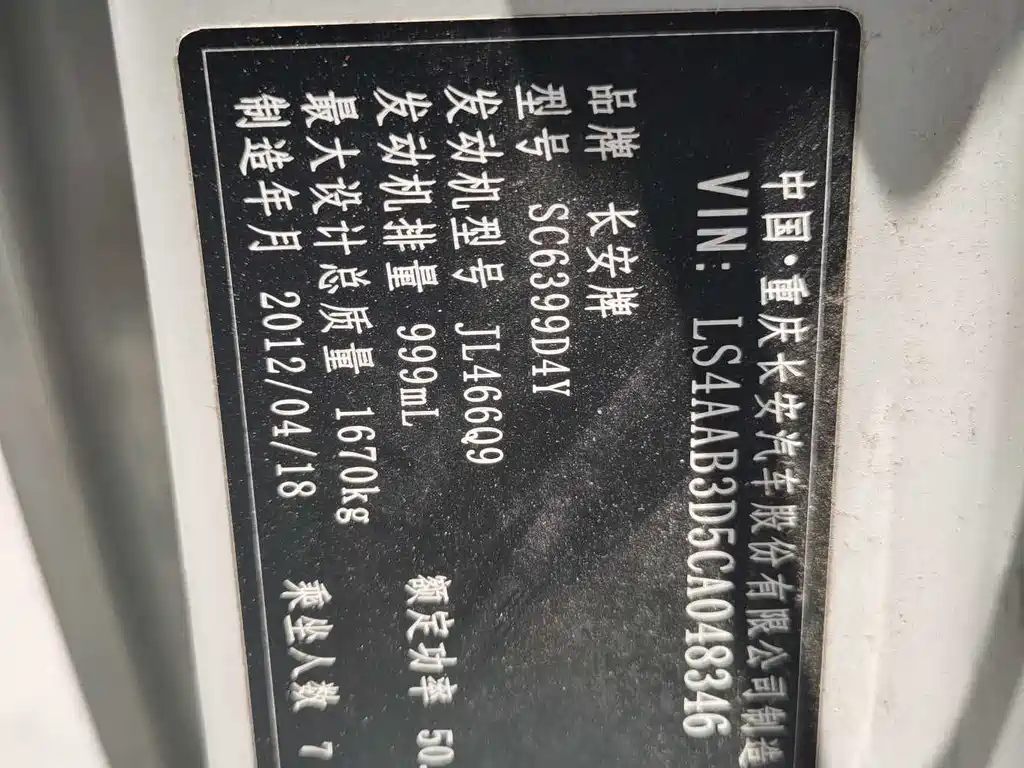 中国·重庆长安汽车股份有限公司制造
VIN: LS4AAB3D5CA048346
品牌 长安牌
型号 SC6399D4Y
发动机型号 JL466Q9
发动机排量 999mL 额定功率 50.
最大设计总质量 1670kg
制造年月 2012/04/18 乘坐人数 7